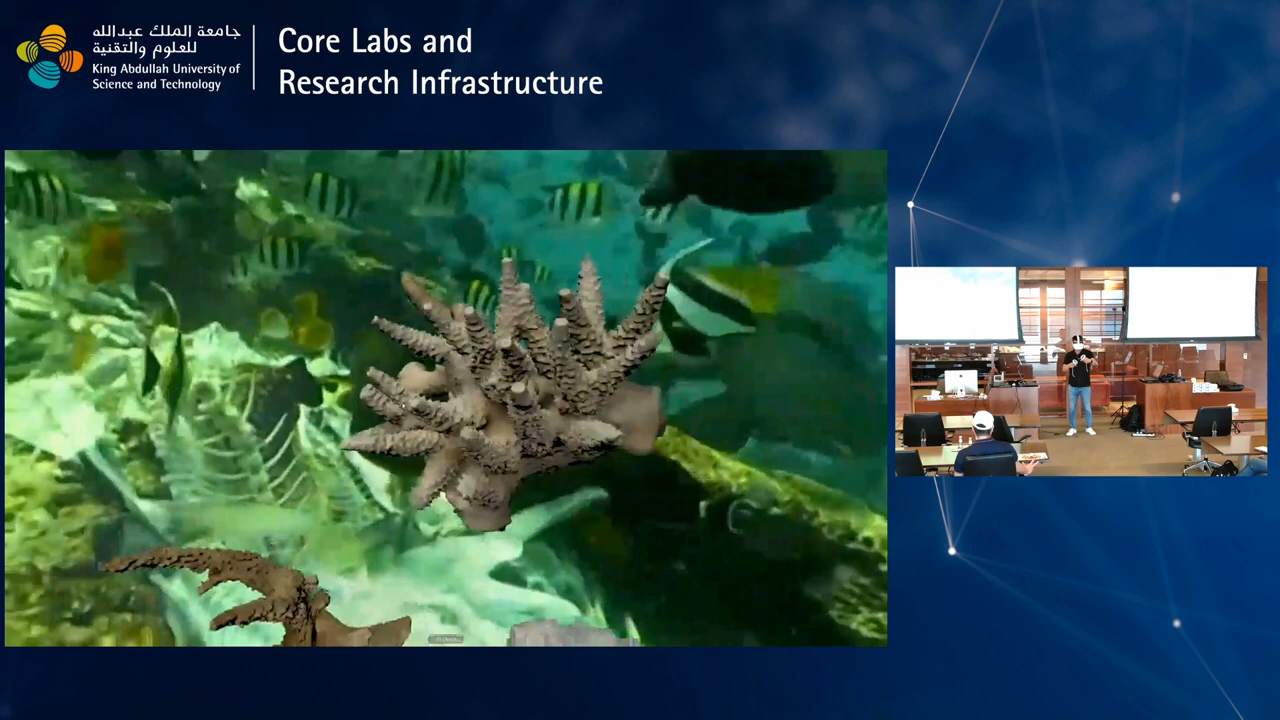 جامعة الملك عبدالله
للعلوم والتقنية
King Abdullah University of
Science and Technology
Core Labs and
Research Infrastructure